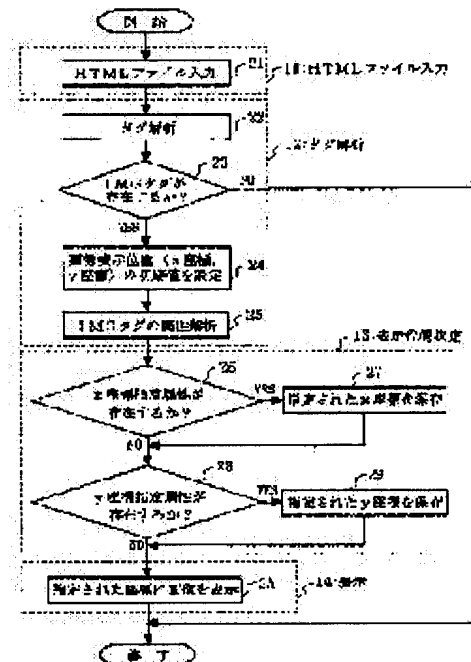 開 始
HTMLファイル入力
21
11:HTMLファイル入力
タグ解析
22
12:タグ解析
IMGタグが
存在するか?
23
NO
YES
画像表示位置(x座標,
y座標)の初期値を設定
24
IMGタグの属性解析
25
13:表示位置決定
x座標指定属性が
存在するか?
26
YES
指定されたx座標を保存
27
NO
y座標指定属性が
存在するか?
28
YES
指定されたy座標を保存
29
NO
指定された座標に画像を表示
2A
14:表示
終 了